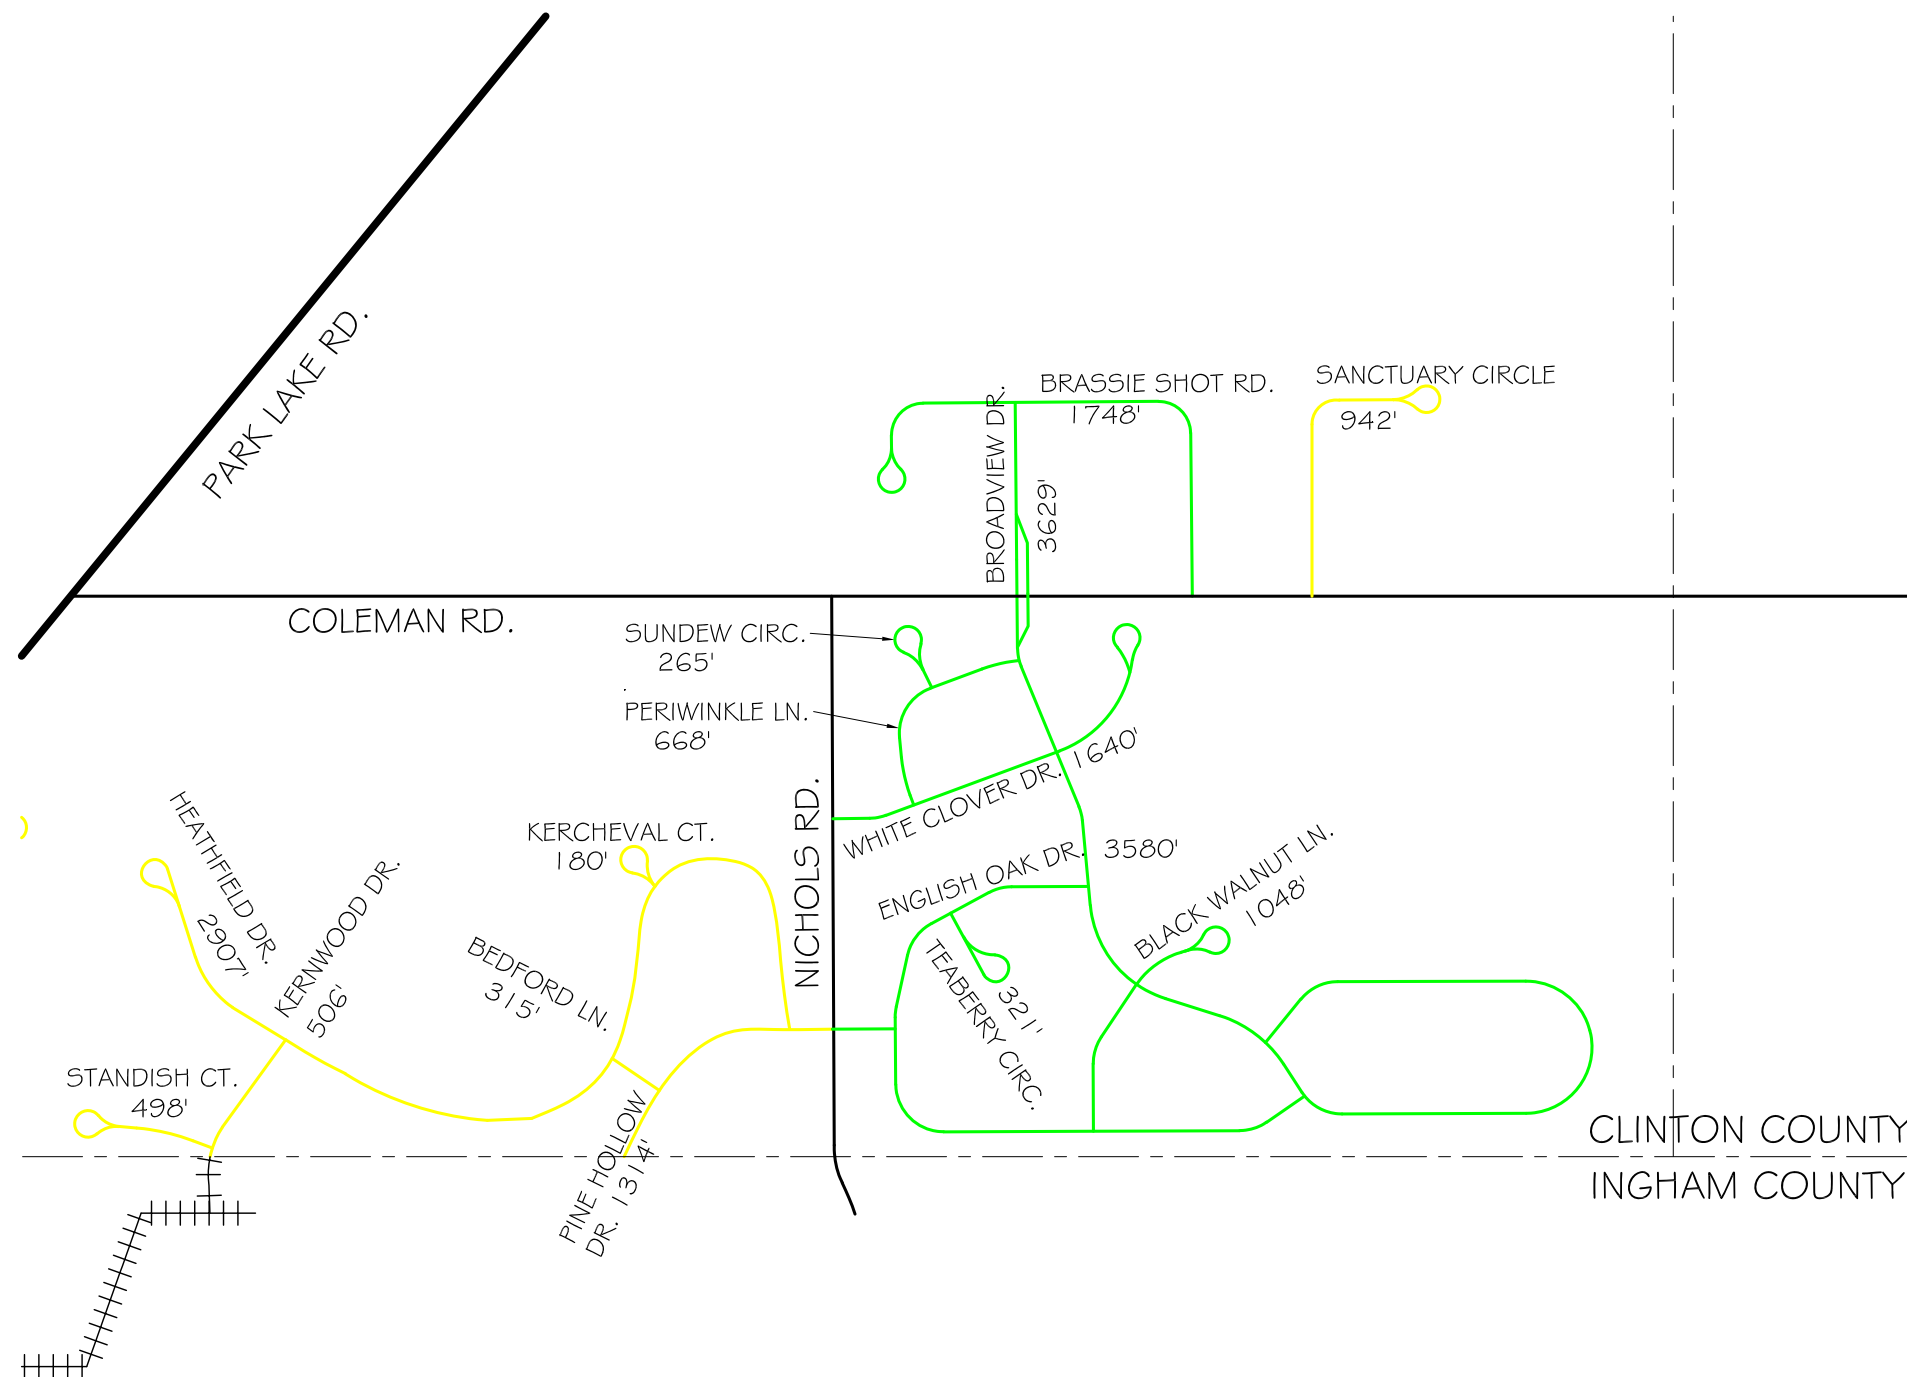 PARK LAKE RD.
BRASSIE SHOT RD.
1748'
SANCTUARY CIRCLE
942'
BROADVIEW DR.
3629'
COLEMAN RD.
SUNDEW CIRC.
265'
PERIWINKLE LN.
668'
NICHOLS RD.
WHITE CLOVER DR. 1640'
HEATHFIELD DR.
2907'
KERNWOOD DR.
506'
KERCHEVAL CT.
180'
ENGLISH OAK DR. 3580'
BLACK WALNUT LN.
1048'
BEDFORD LN.
315'
TEABERRY CIRC.
321'
STANDISH CT.
498'
PINE HOLLOW
DR. 1314'
CLINTON COUNTY
INGHAM COUNTY